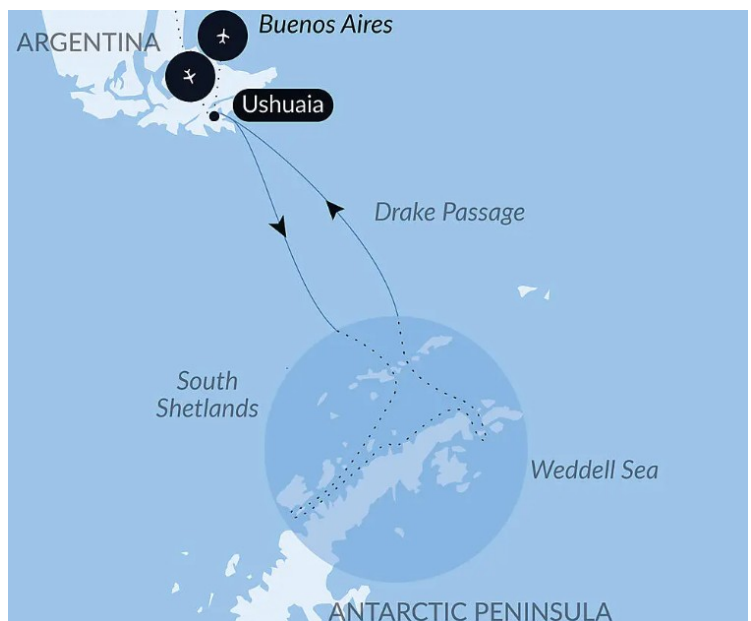 Buenos Aires
ARGENTINA
Ushuaia
Drake Passage
South
Shetlands
Weddell Sea
ANTARCTIC PENINSULA